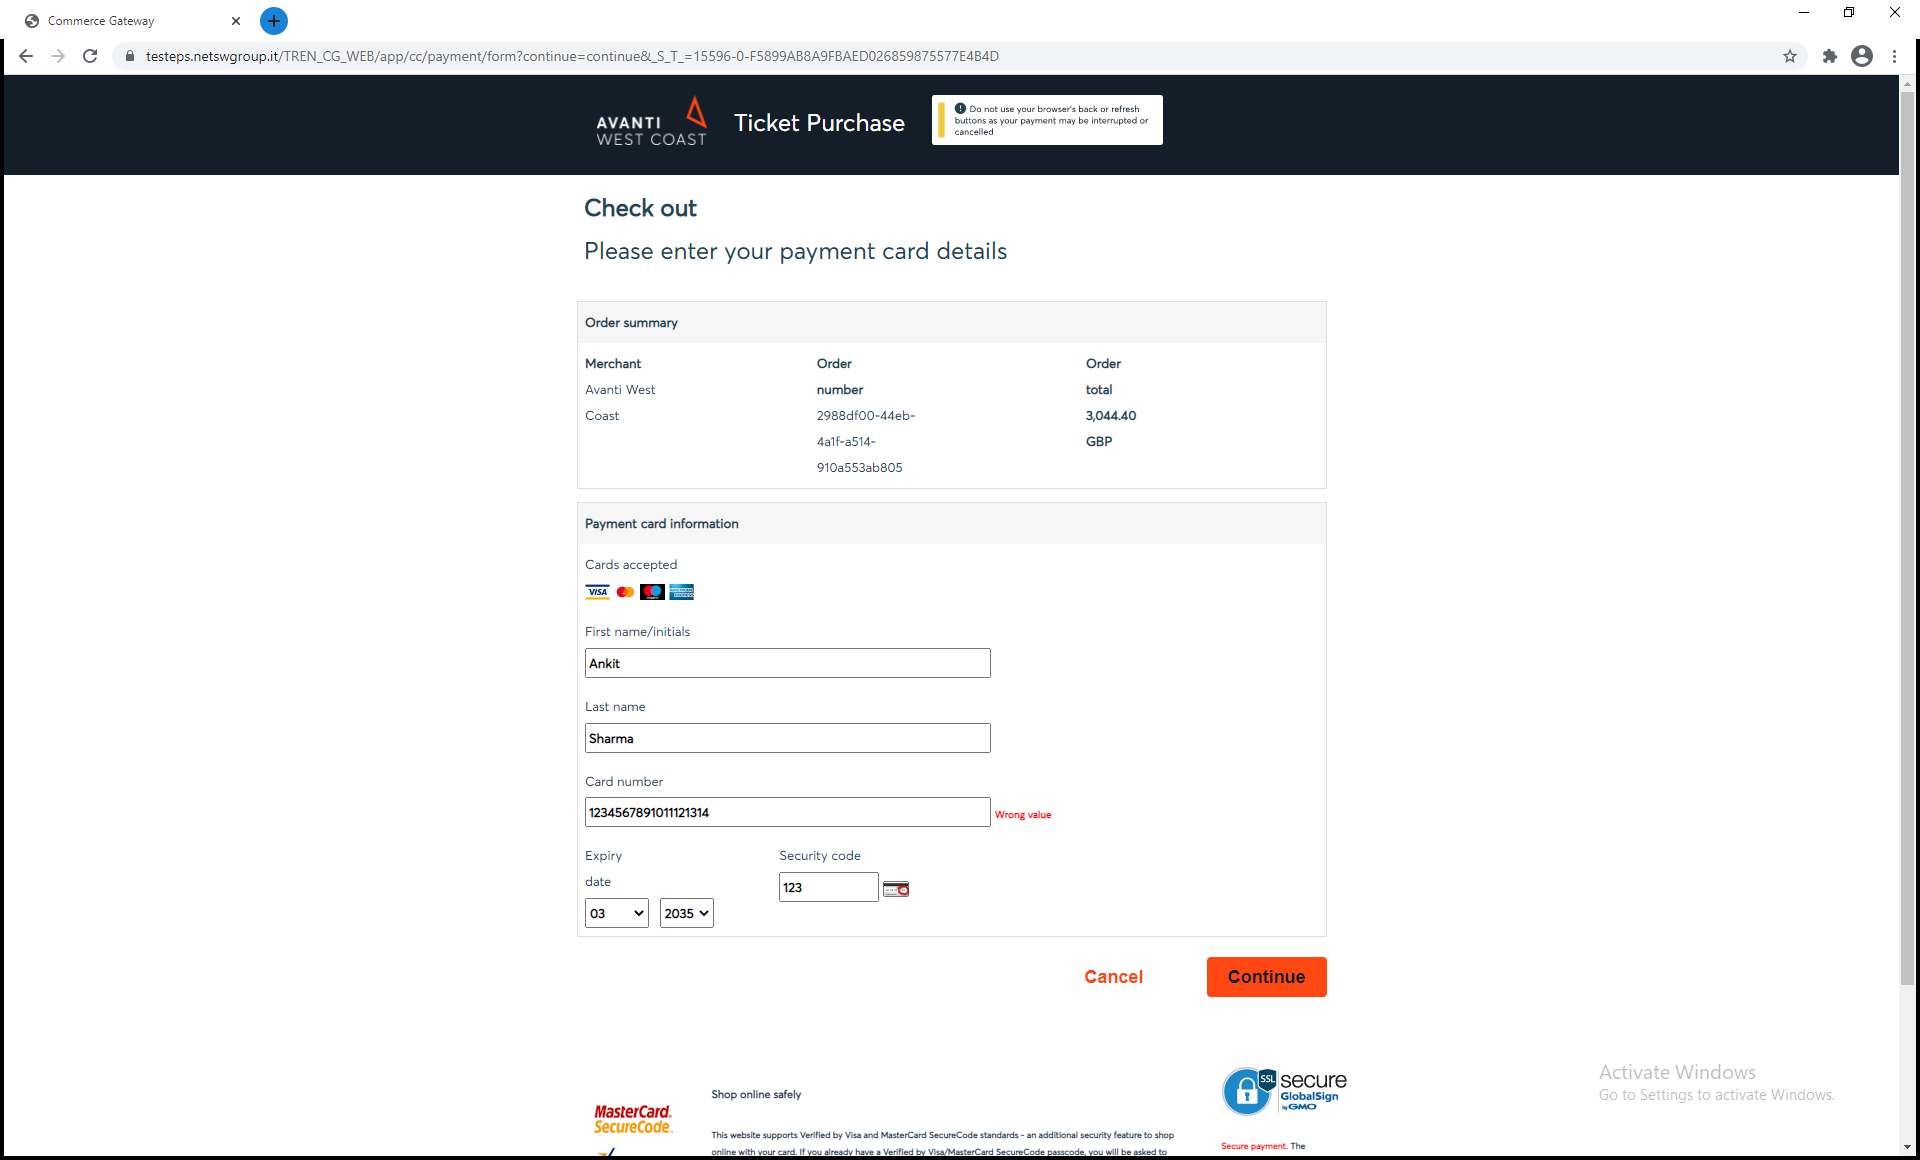 Commerce Gateway
testeps.netswgroup.it/TREN_CG_WEB/app/cc/payment/form?continue=continue&_S_T_=15596-0-F5899AB8A9FBAED026859875577E4B4D
AVANTI
WEST COAST
Ticket Purchase
Do not use your browser's back or refresh
buttons as your payment may be interrupted or
cancelled
Check out
Please enter your payment card details
Order summary
Merchant
Avanti West
Coast
Order
number
2988df00-44eb-
4a1f-a514-
910a553ab805
Order
total
3,044.40
GBP
Payment card information
Cards accepted
VISA
First name/initials
Ankit
Last name
Sharma
Card number
1234567891011121314
Wrong value
Expiry
date
03
2035
Security code
123
Cancel
Continue
MasterCard.
SecureCode.
Shop online safely
This website supports Verified by Visa and MasterCard SecureCode standards - an additional security feature to shop
online with your card. If you already have a Verified by Visa/MasterCard SecureCode passcode, you will be asked to
SSL
secure
GlobalSign
by GMO
Secure payment. The
Activate Windows
Go to Settings to activate Windows.